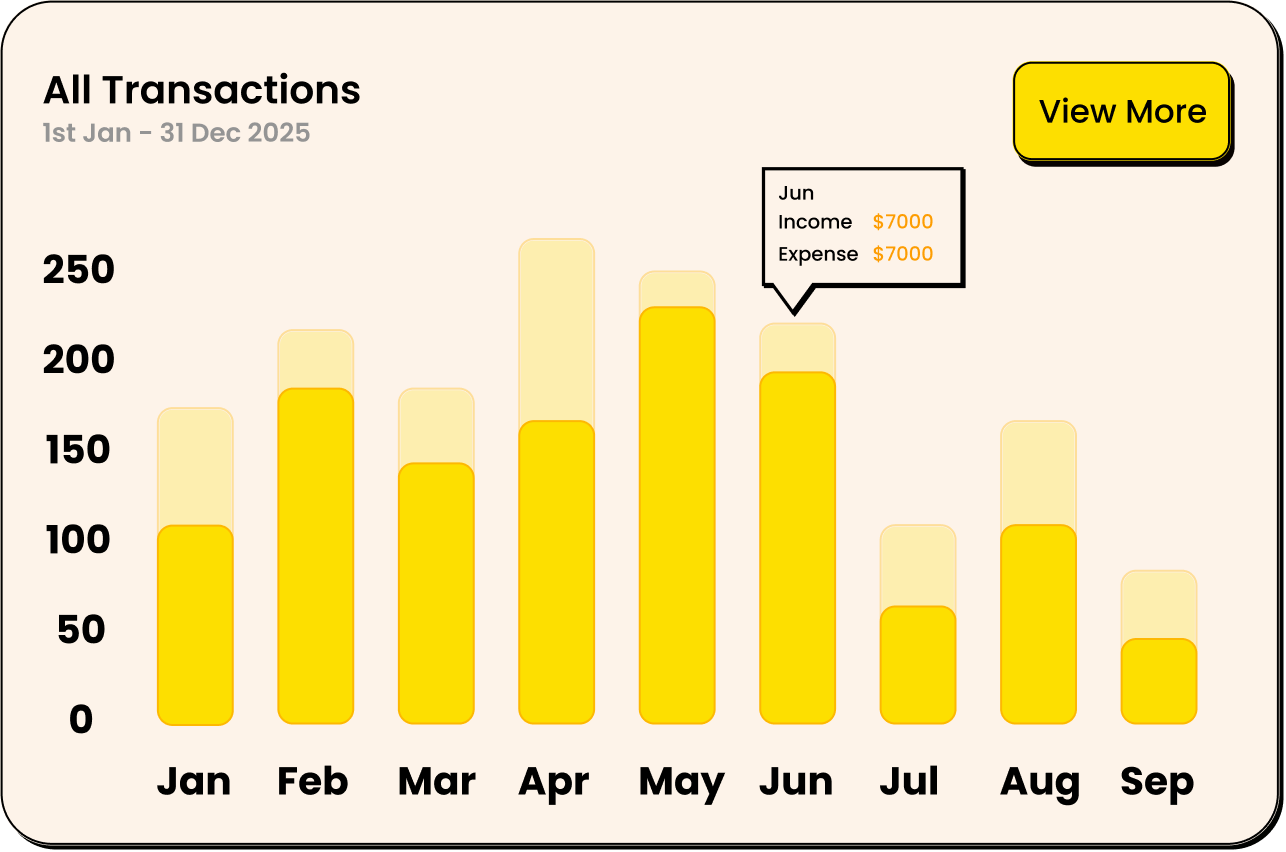 All Transactions
1st Jan - 31 Dec 2025
View More
Jun
Income $7000
Expense $7000
250
200
150
100
50
0
Jan Feb Mar Apr May Jun Jul Aug Sep